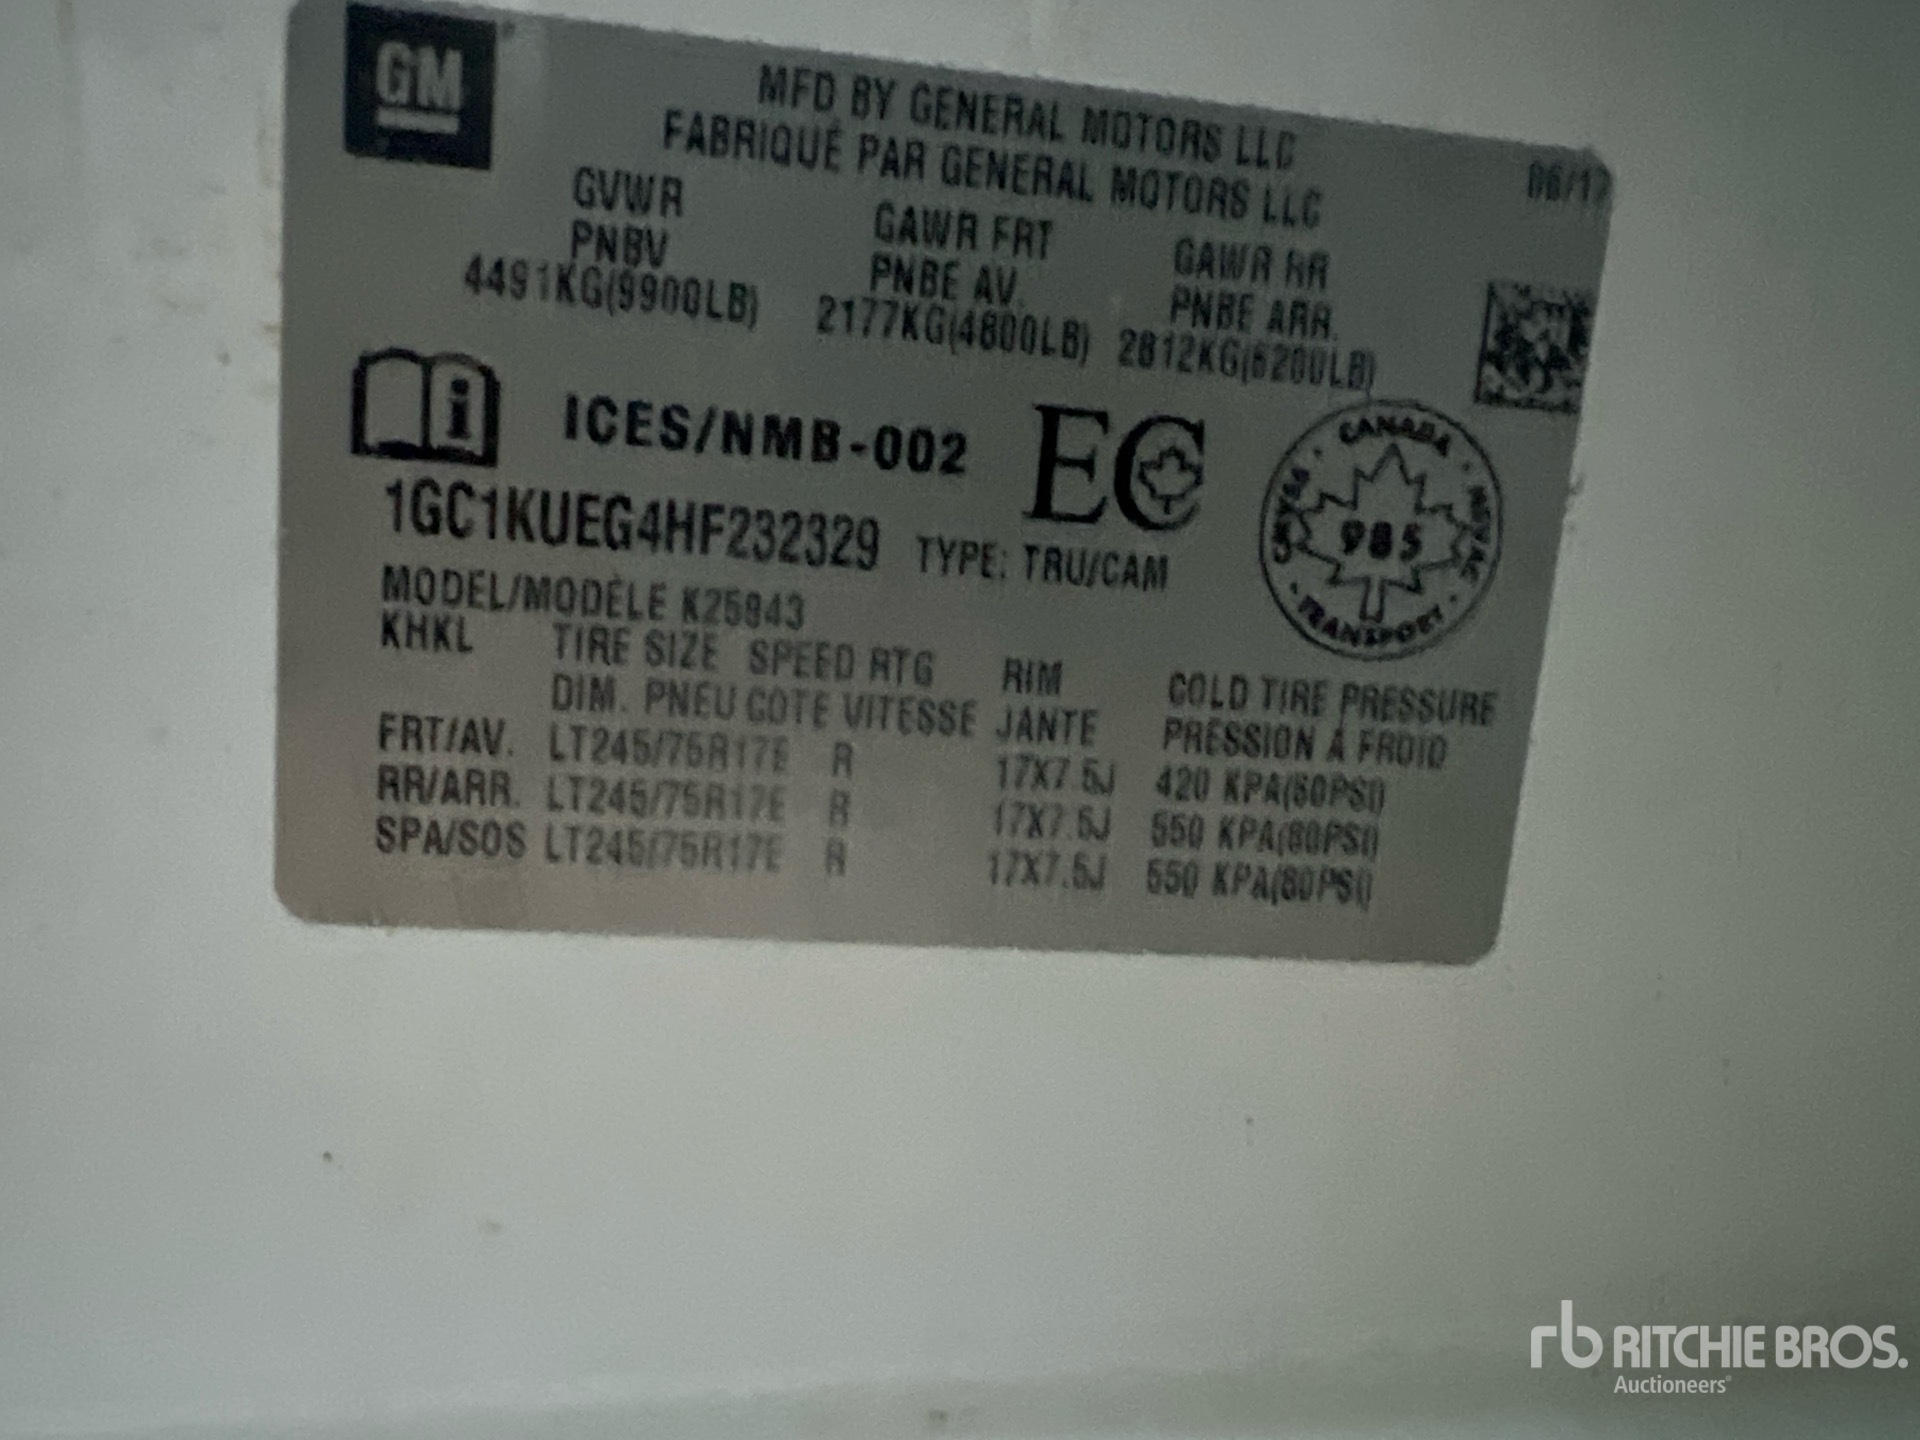 GM
MFD BY GENERAL MOTORS LLC
FABRIQUÉ PAR GENERAL MOTORS LLC
06/17
GVWR
PNBV
4491KG(9900LB)
GAWR FRT
PNBE AV.
2177KG(4800LB)
GAWR RR
PNBE ARR.
2812KG(6200LB)
i
ICES/NMB-002
EC
CANADA
CMVSS · NSVAC
985
TRANSPORT
1GC1KUEG4HF232329 TYPE: TRU/CAM
MODEL/MODÈLE K25943
KHKL TIRE SIZE SPEED RTG RIM COLD TIRE PRESSURE
DIM. PNEU COTE VITESSE JANTE PRESSION À FROID
FRT/AV. LT245/75R17E R 17X7.5J 420 KPA(60PSI)
RR/ARR. LT245/75R17E R 17X7.5J 550 KPA(80PSI)
SPA/SOS LT245/75R17E R 17X7.5J 550 KPA(80PSI)
rb RITCHIE BROS.
Auctioneers